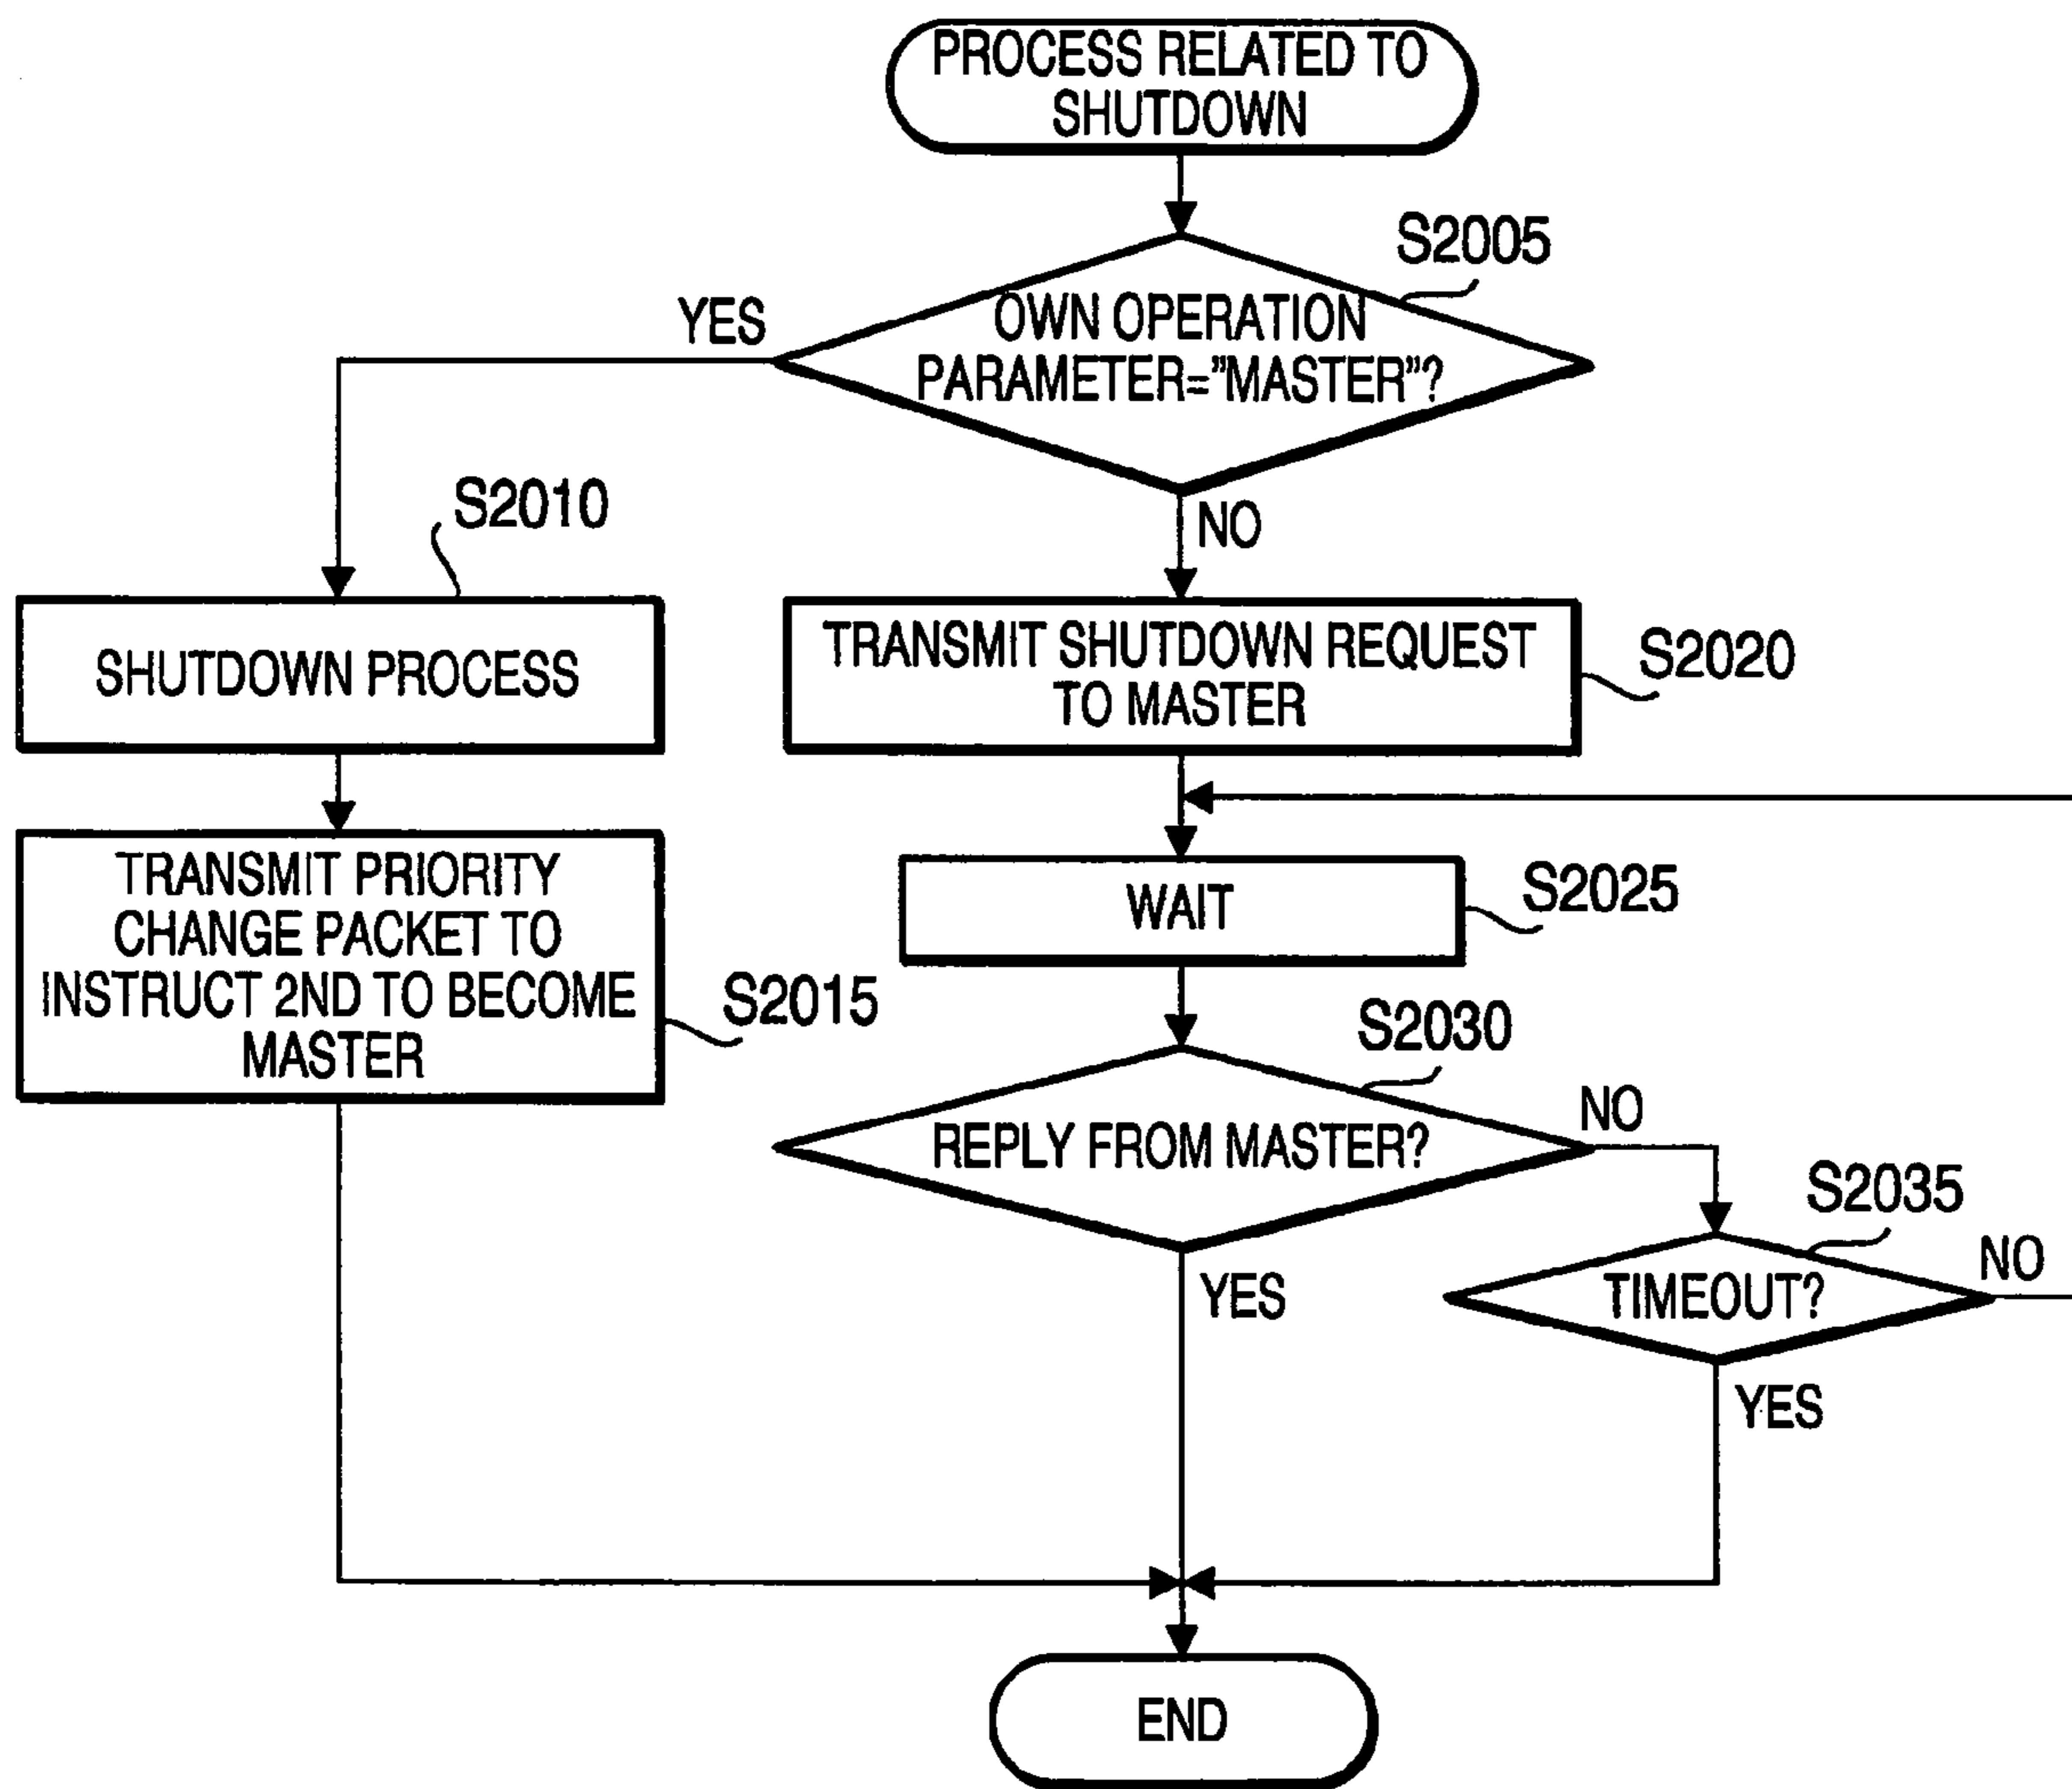 PROCESS RELATED TO
SHUTDOWN
S2005
YES
OWN OPERATION
PARAMETER="MASTER"?
NO
S2010
SHUTDOWN PROCESS
TRANSMIT SHUTDOWN REQUEST
TO MASTER
S2020
TRANSMIT PRIORITY
CHANGE PACKET TO
INSTRUCT 2ND TO BECOME
MASTER
S2015
WAIT
S2025
S2030
REPLY FROM MASTER?
NO
YES
S2035
TIMEOUT?
NO
YES
END